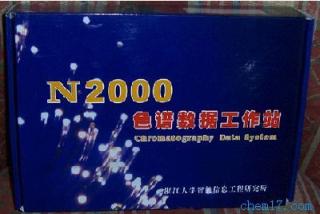 N2000
色谱数据工作站
Chromatography Data System
浙江大学智能信息工程研究所
chem17.com